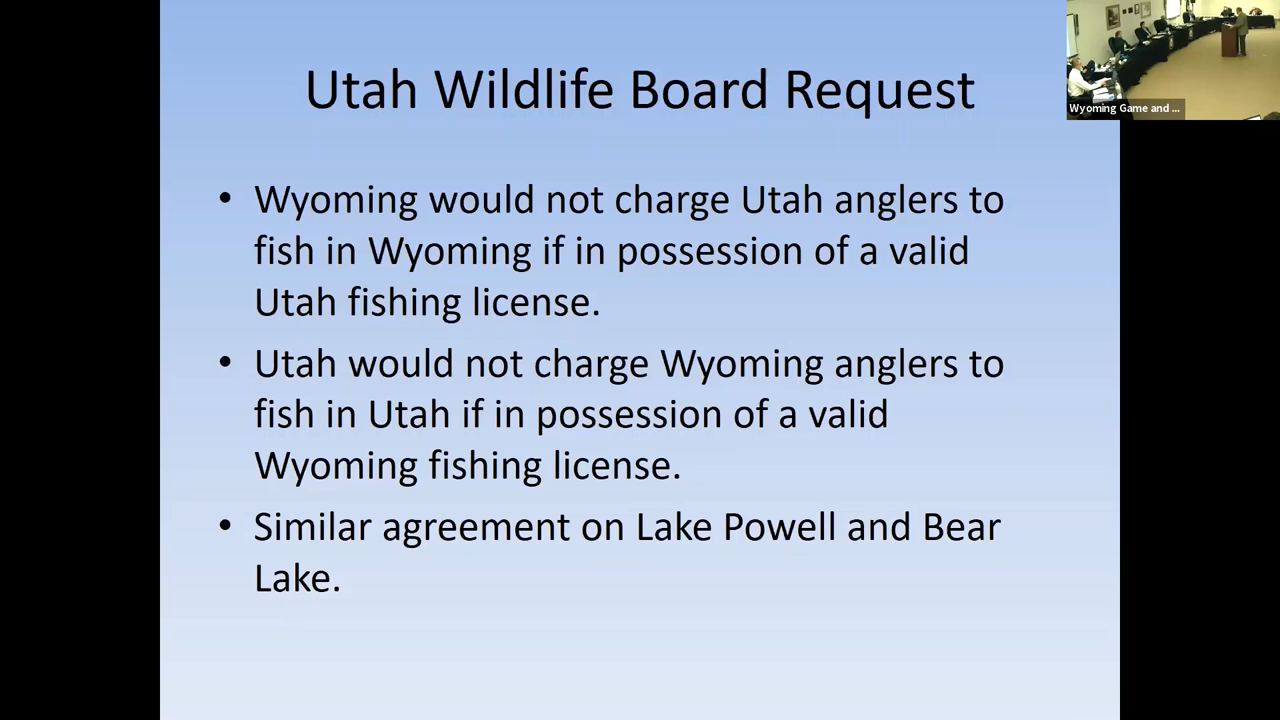 Utah Wildlife Board Request
Wyoming Game and ...
• Wyoming would not charge Utah anglers to
fish in Wyoming if in possession of a valid
Utah fishing license.
• Utah would not charge Wyoming anglers to
fish in Utah if in possession of a valid
Wyoming fishing license.
• Similar agreement on Lake Powell and Bear
Lake.